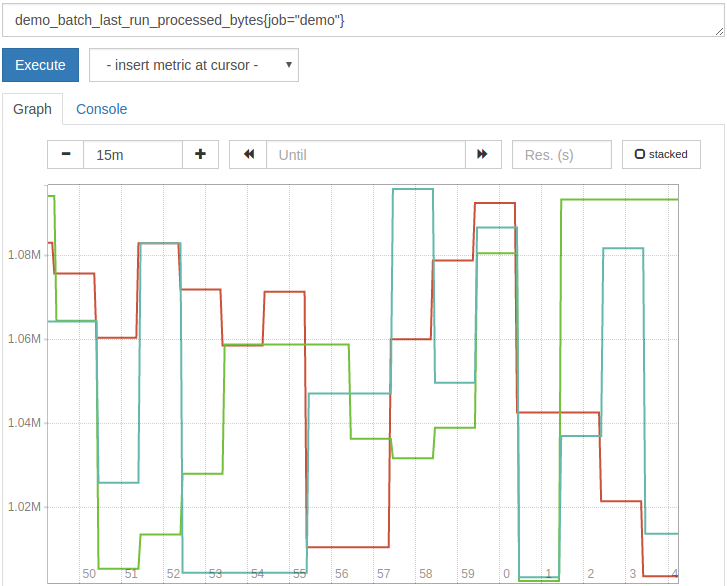 demo_batch_last_run_processed_bytes{job="demo"}
Execute - insert metric at cursor -
Graph Console
15m Until Res. (s) stacked
1.08M
1.06M
1.04M
1.02M
50 51 52 53 54 55 56 57 58 59 0 1 2 3 4